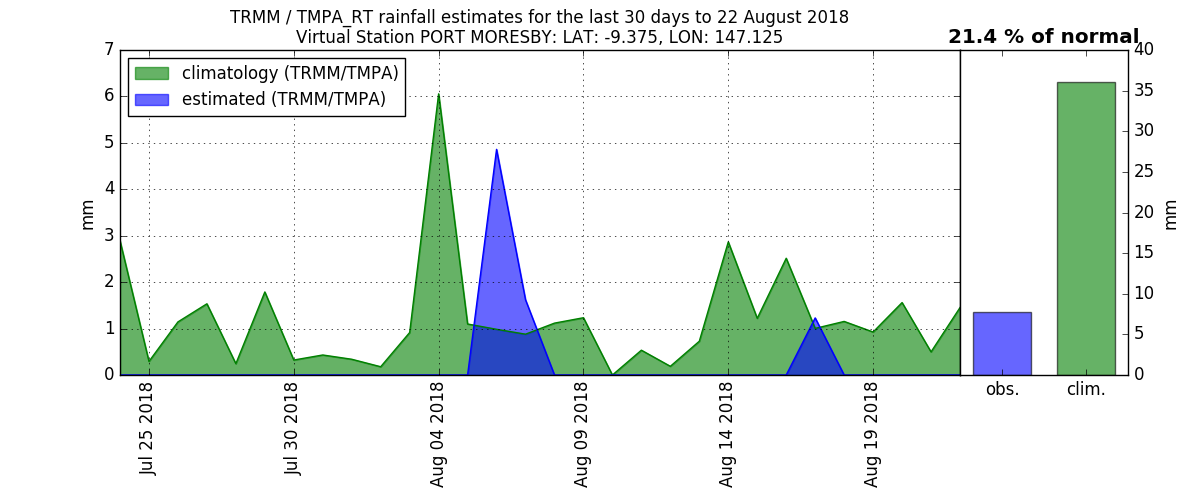 TRMM / TMPA_RT rainfall estimates for the last 30 days to 22 August 2018
Virtual Station PORT MORESBY: LAT: -9.375, LON: 147.125
21.4 % of normal
climatology (TRMM/TMPA)
estimated (TRMM/TMPA)
7
6
5
4
3
2
1
0
mm
Jul 25 2018
Jul 30 2018
Aug 04 2018
Aug 09 2018
Aug 14 2018
Aug 19 2018
obs.
clim.
40
35
30
25
20
15
10
5
0
mm